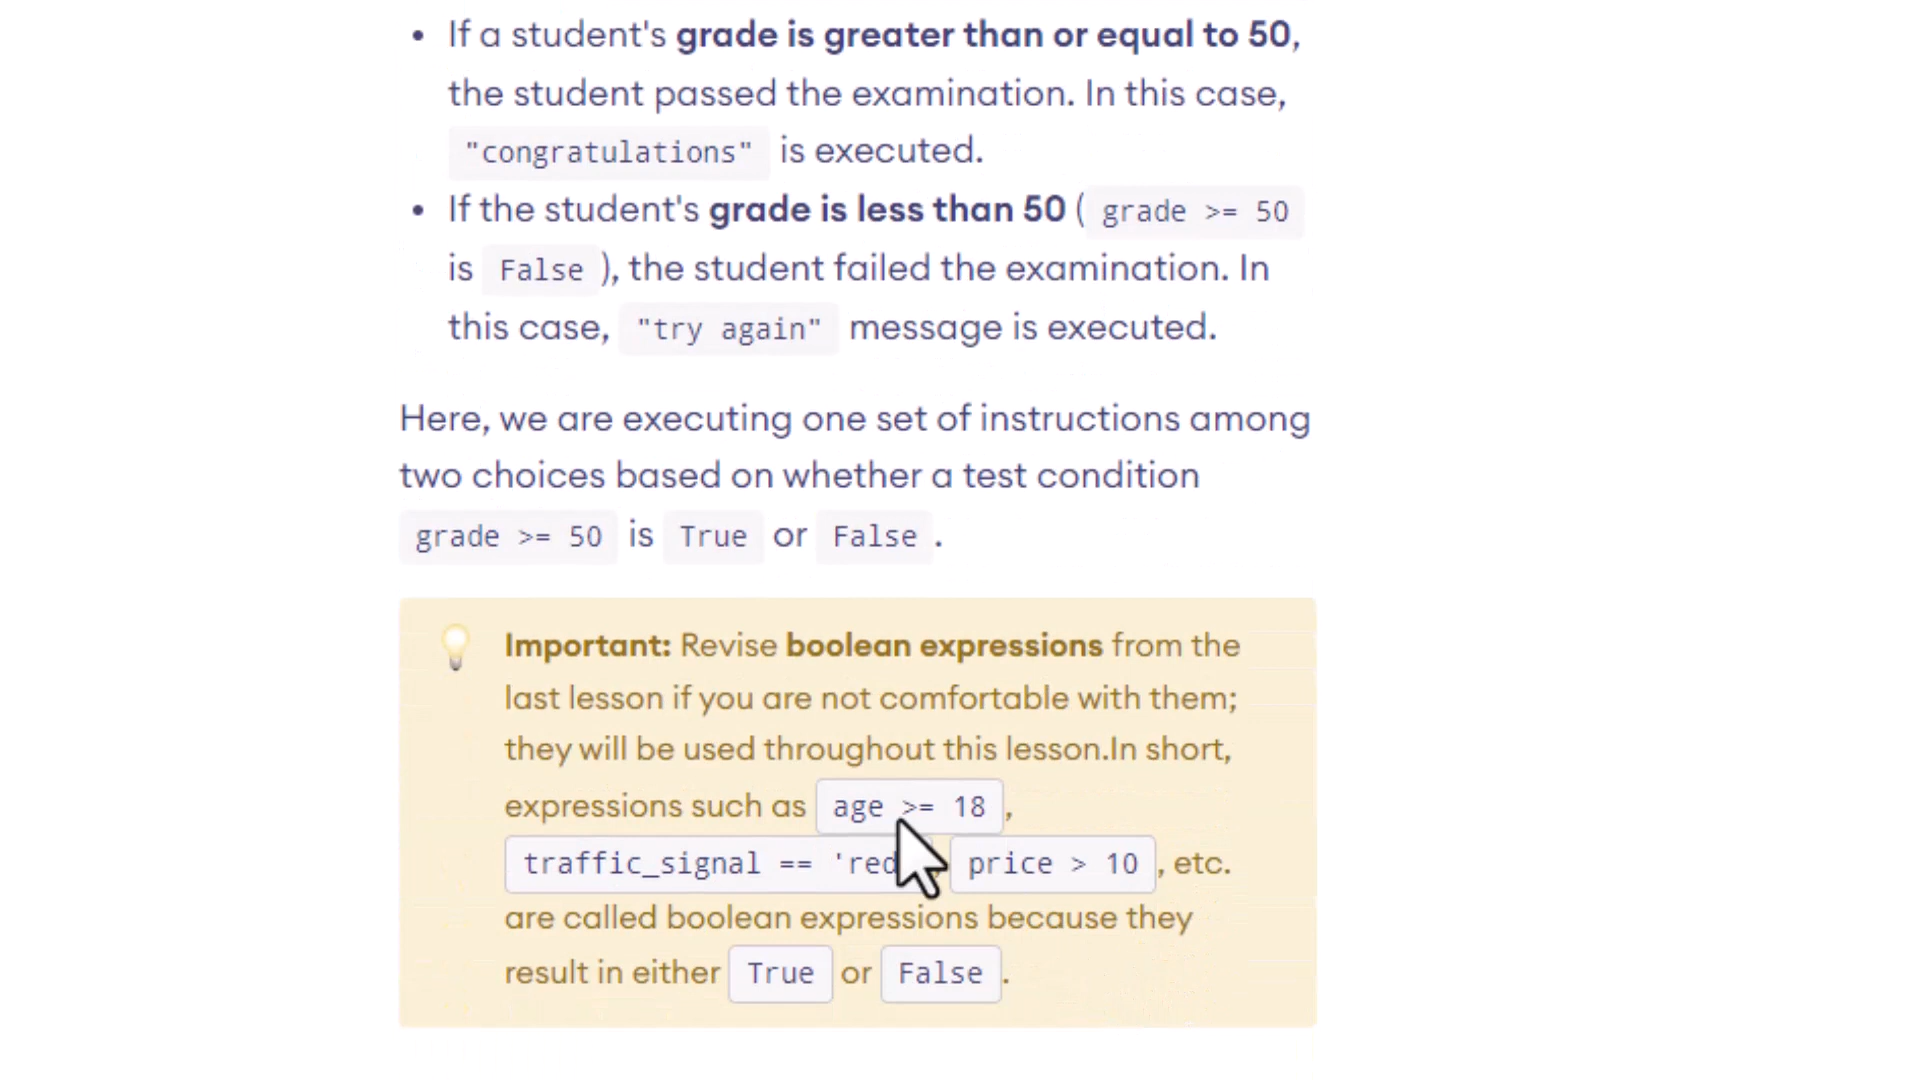 • If a student's grade is greater than or equal to 50,
the student passed the examination. In this case,
"congratulations" is executed.
• If the student's grade is less than 50 ( grade >= 50
is False ), the student failed the examination. In
this case, "try again" message is executed.
Here, we are executing one set of instructions among
two choices based on whether a test condition
grade >= 50 is True or False .
Important: Revise boolean expressions from the
last lesson if you are not comfortable with them;
they will be used throughout this lesson.In short,
expressions such as age >= 18 ,
traffic_signal == 'red price > 10 , etc.
are called boolean expressions because they
result in either True or False .